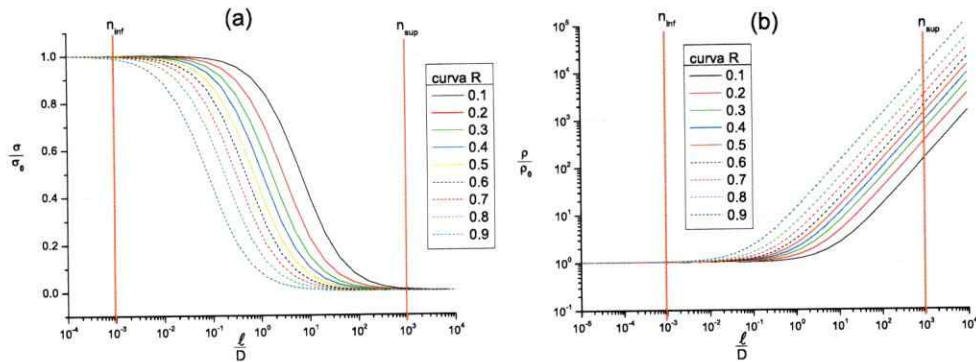 (a)
n_inf
n_sup
σ/σ₀
1.0
0.8
0.6
0.4
0.2
0.0
10⁻⁴ 10⁻³ 10⁻² 10⁻¹ 10⁰ 10¹ 10² 10³ 10⁴
ℓ/D
curva R
0.1
0.2
0.3
0.4
0.5
0.6
0.7
0.8
0.9
(b)
n_inf
n_sup
ρ/ρ₀
10⁵
10⁴
10³
10²
10¹
10⁰
10⁻¹
10⁻⁵ 10⁻⁴ 10⁻³ 10⁻² 10⁻¹ 10⁰ 10¹ 10² 10³ 10⁴
ℓ/D
curva R
0.1
0.2
0.3
0.4
0.5
0.6
0.7
0.8
0.9